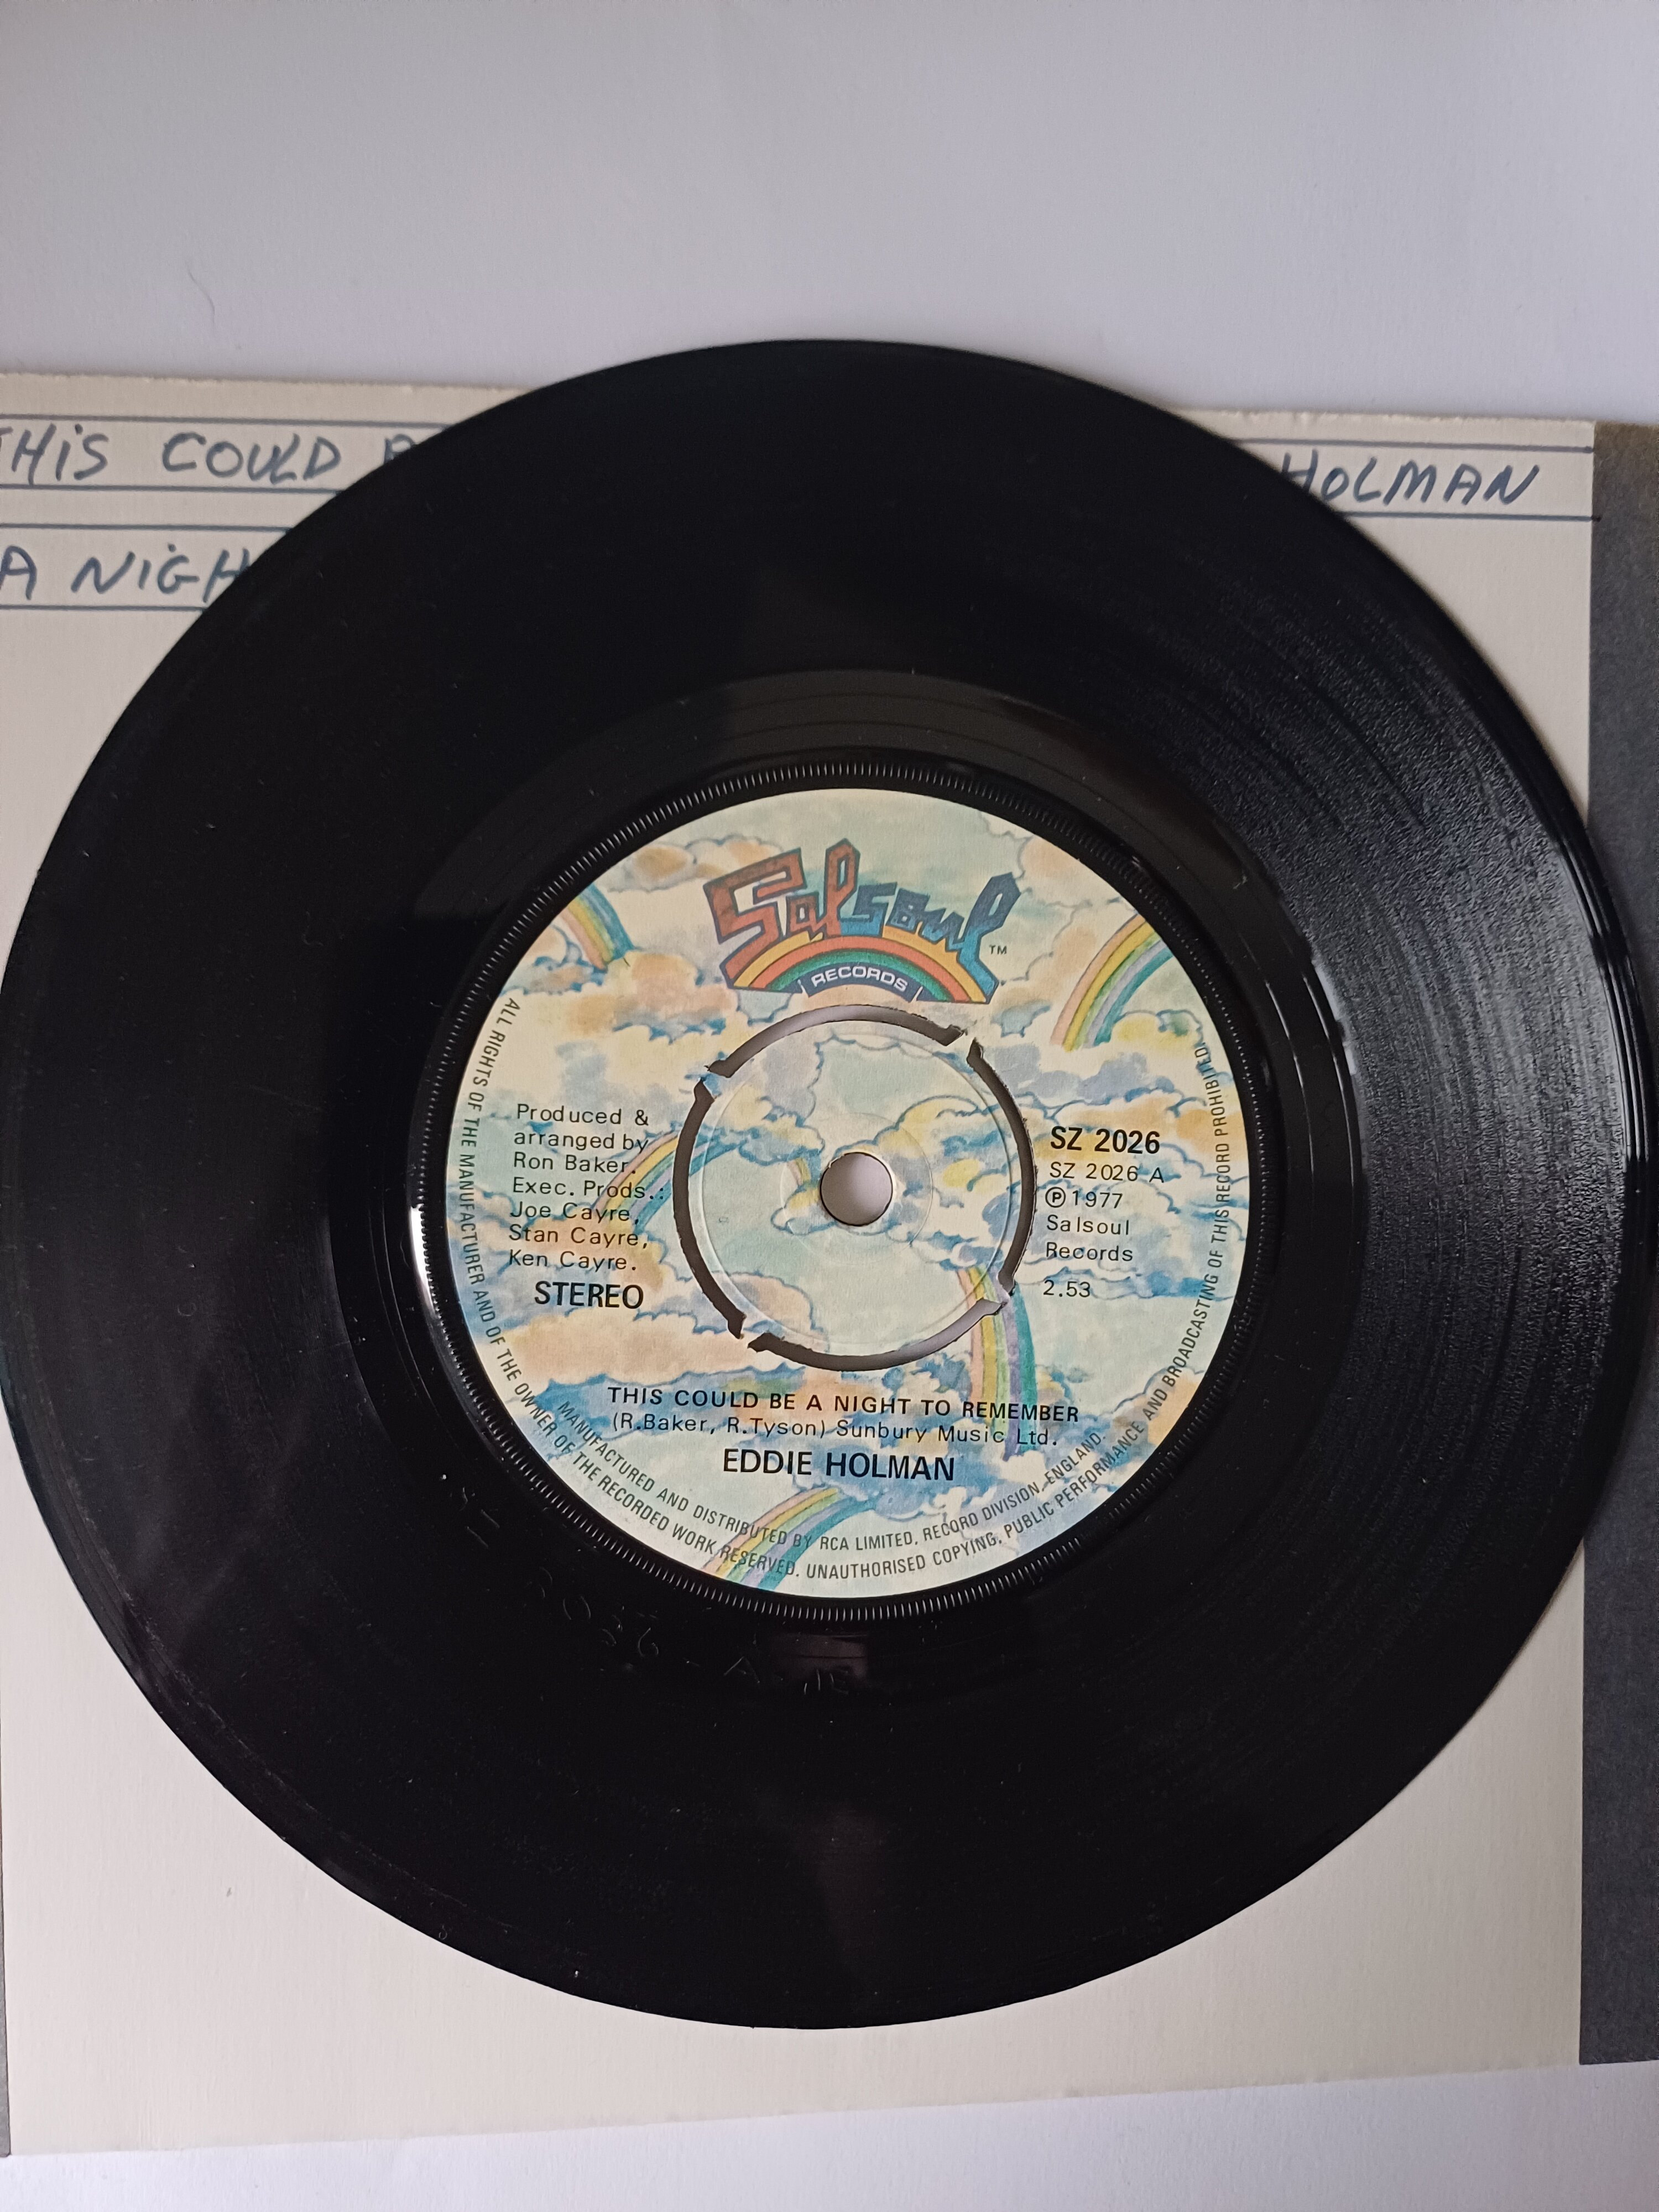 THIS COULD
HOLMAN
A NIGH
Salsoul
TM
RECORDS
Produced &
arranged by
Ron Baker.
Exec. Prods.:
Joe Cayre,
Stan Cayre,
Ken Cayre.
STEREO
SZ 2026
SZ 2026 A
Ⓟ1977
Salsoul
Records
2.53
THIS COULD BE A NIGHT TO REMEMBER
(R.Baker, R.Tyson) Sunbury Music Ltd.
EDDIE HOLMAN
MANUFACTURED AND DISTRIBUTED BY RCA LIMITED, RECORD DIVISION, ENGLAND.
ALL RIGHTS OF THE MANUFACTURER AND OF THE OWNER OF THE RECORDED WORK RESERVED. UNAUTHORISED COPYING, PUBLIC PERFORMANCE AND BROADCASTING OF THIS RECORD PROHIBITED.